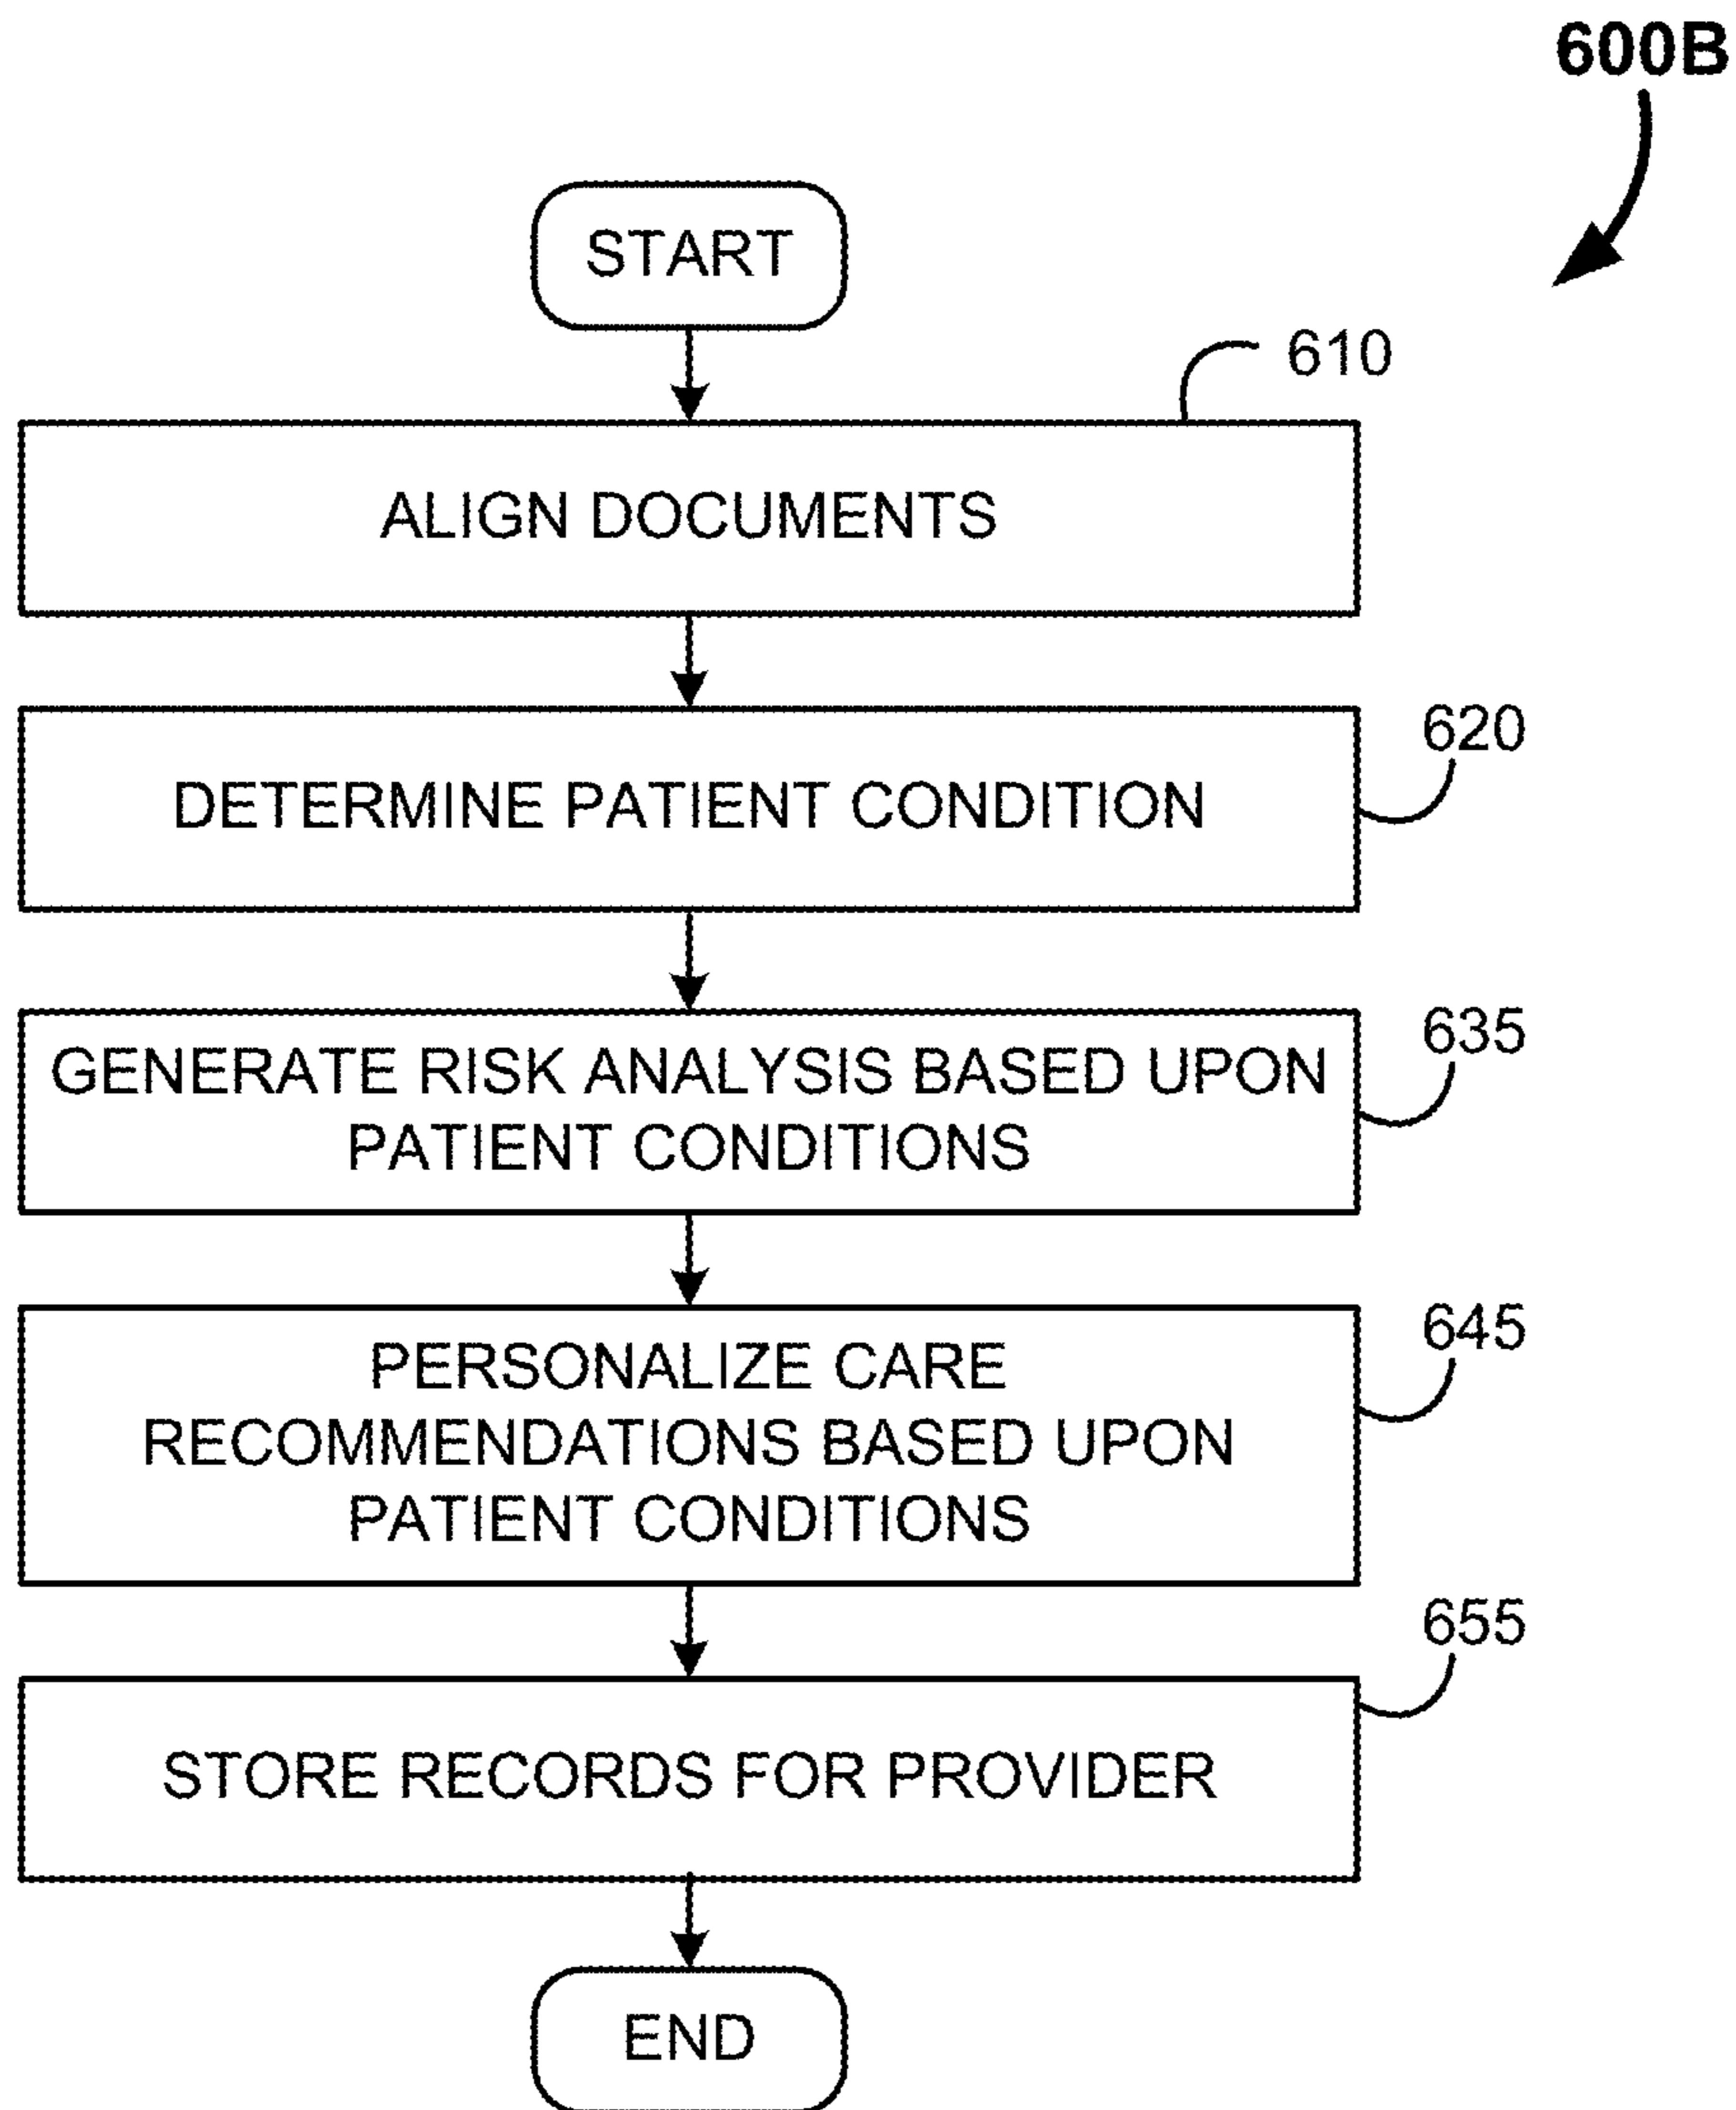 600B
START
610
ALIGN DOCUMENTS
620
DETERMINE PATIENT CONDITION
635
GENERATE RISK ANALYSIS BASED UPON
PATIENT CONDITIONS
645
PERSONALIZE CARE
RECOMMENDATIONS BASED UPON
PATIENT CONDITIONS
655
STORE RECORDS FOR PROVIDER
END